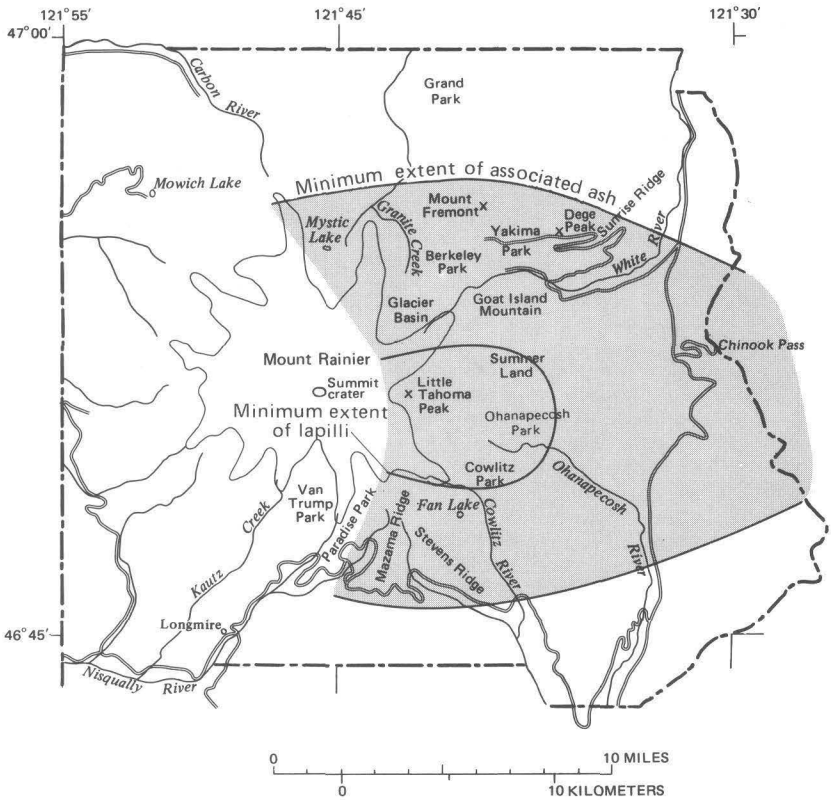 121°55'
121°45'
121°30'
47°00'
Carbon
River
Grand
Park
Mowich Lake
Minimum extent of associated ash
Mount
Fremont
Dege
Peak
Sunrise Ridge
Mystic
Lake
Granite Creek
Yakima
Park
Berkeley
Park
White
River
Glacier
Basin
Goat Island
Mountain
Chinook Pass
Mount Rainier
Summer
Land
Summit
crater
Little
Tahoma
Peak
Minimum extent
of lapilli
Ohanapecosh
Park
Cowlitz
Park
Ohanapecosh
River
Van
Trump
Park
Paradise Park
Fan Lake
Cowlitz
River
Mazama Ridge
Stevens Ridge
Kautz
Creek
Longmire
46°45'
Nisqually
River
0
10 MILES
0
10 KILOMETERS